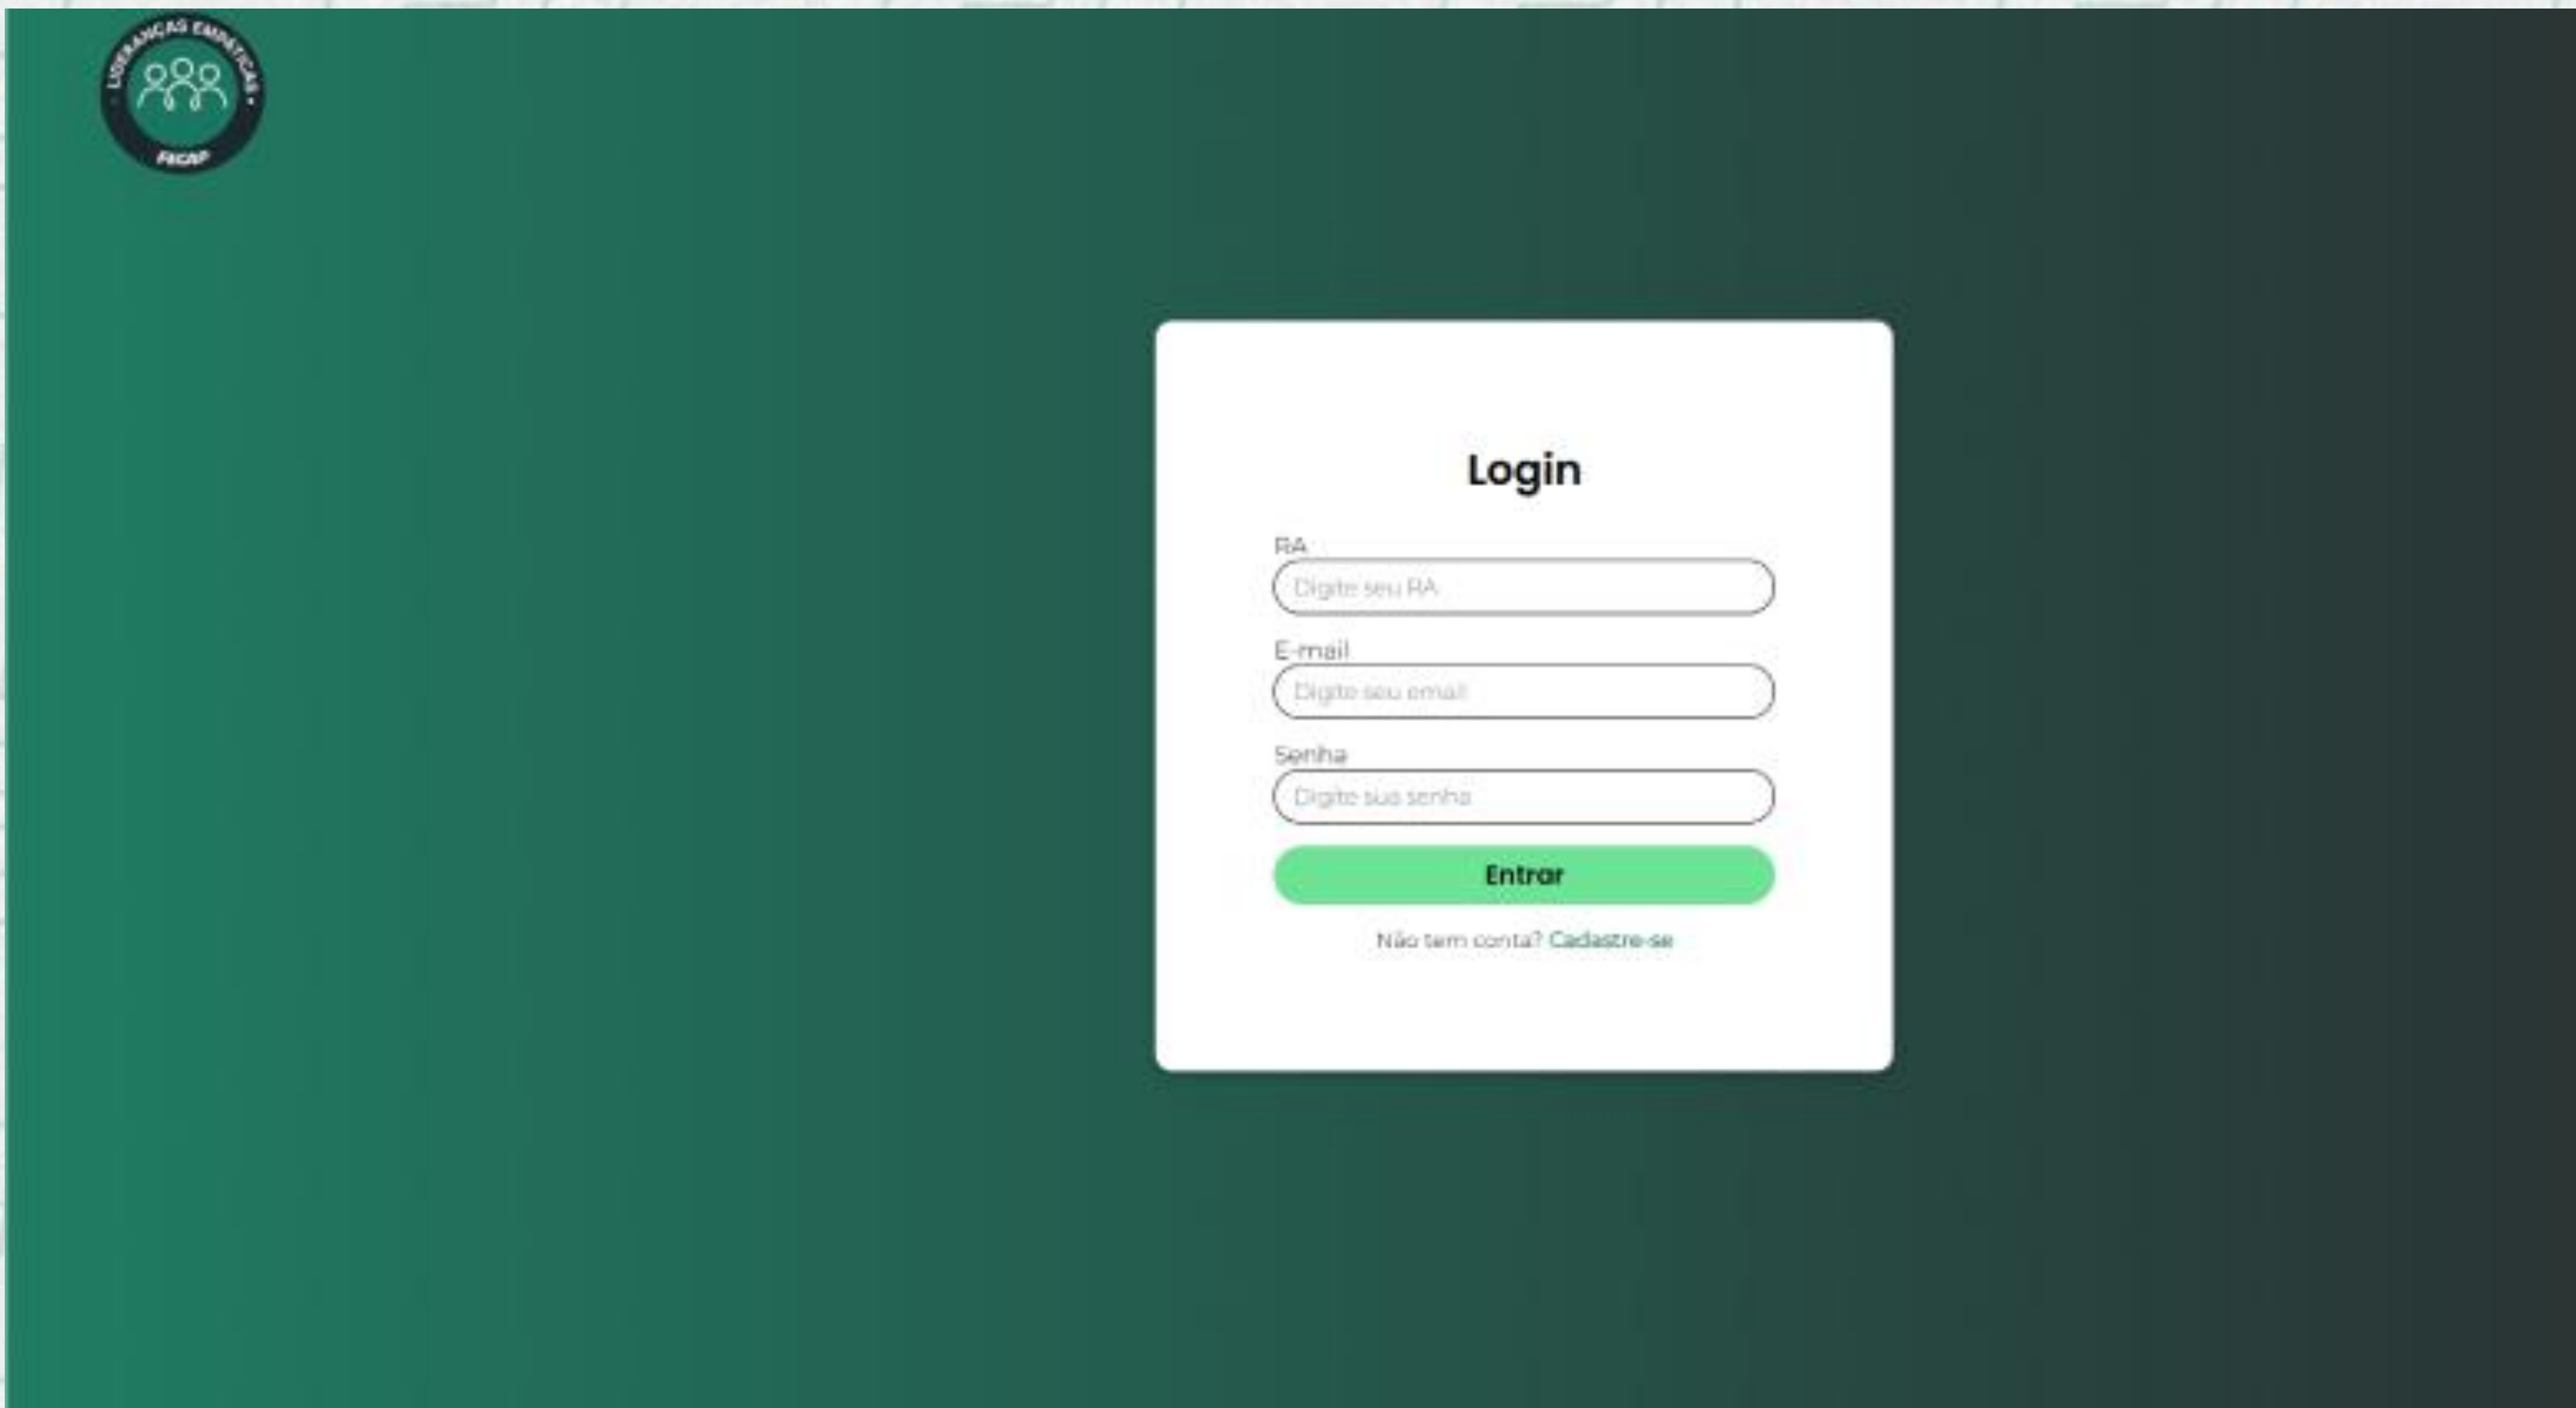 LIDERANÇAS EMPÁTICAS
FECAP
Login
RA
Digite seu RA
E-mail
Digite seu email
Senha
Digite sua senha
Entrar
Não tem conta? Cadastre-se